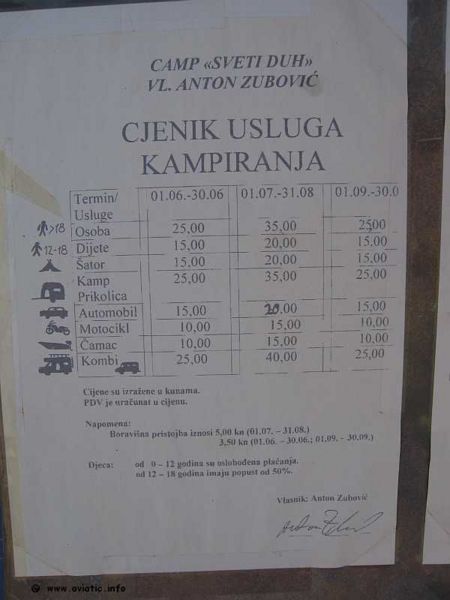 CAMP «SVETI DUH»
VL. ANTON ZUBOVIĆ
CJENIK USLUGA
KAMPIRANJA
Termin/ Usluge 01.06.-30.06 01.07.-31.08 01.09.-30.0
>18 Osoba 25,00 35,00 25,00
12-18 Dijete 15,00 20,00 15.00
Šator 15,00 20,00 15.00
Kamp Prikolica 25,00 35,00 25,00
Automobil 15,00 20,00 15,00
Motocikl 10,00 15,00 10,00
Čamac 10,00 15,00 10,00
Kombi 25,00 40,00 25,00
Cijene su izražene u kunama.
PDV je uračunat u cijenu.
Napomena:
Boravišna pristojba iznosi 5,00 kn (01.07. – 31.08.)
3,50 kn (01.06. – 30.06.; 01.09. - 30.09.)
Djeca: od 0 – 12 godina su oslobođena plaćanja.
od 12 – 18 godina imaju popust od 50%.
Vlasnik: Anton Zubović
© www.aviatic.info